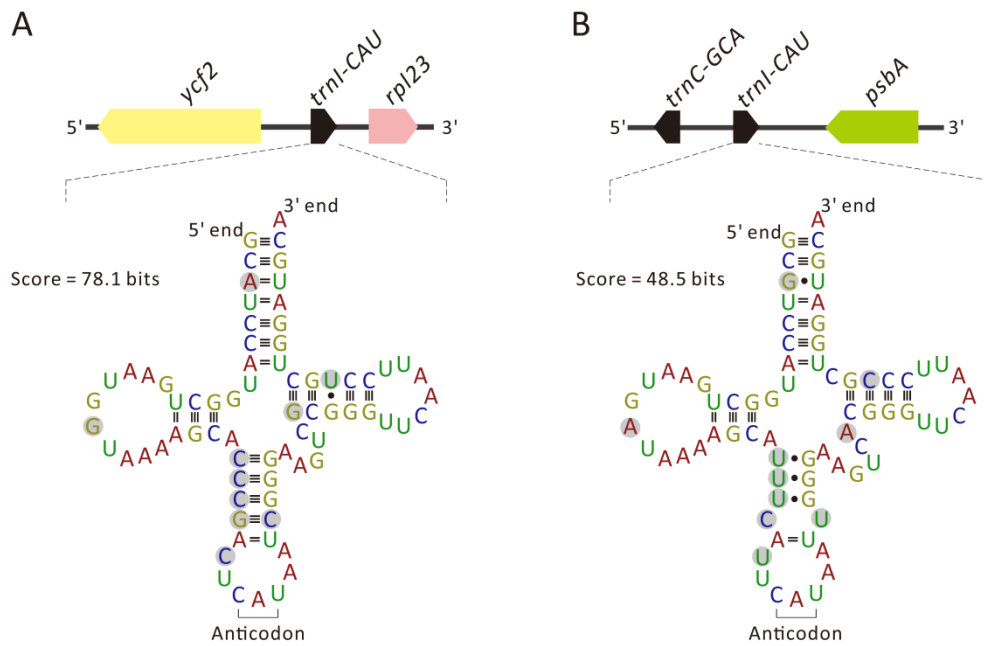 A
B
ycf2
trnI-CAU
rpl23
trnC-GCA
trnI-CAU
psbA
5'
3'
5'
3'
3' end
5' end
3' end
5' end
Score = 78.1 bits
Score = 48.5 bits
Anticodon
Anticodon